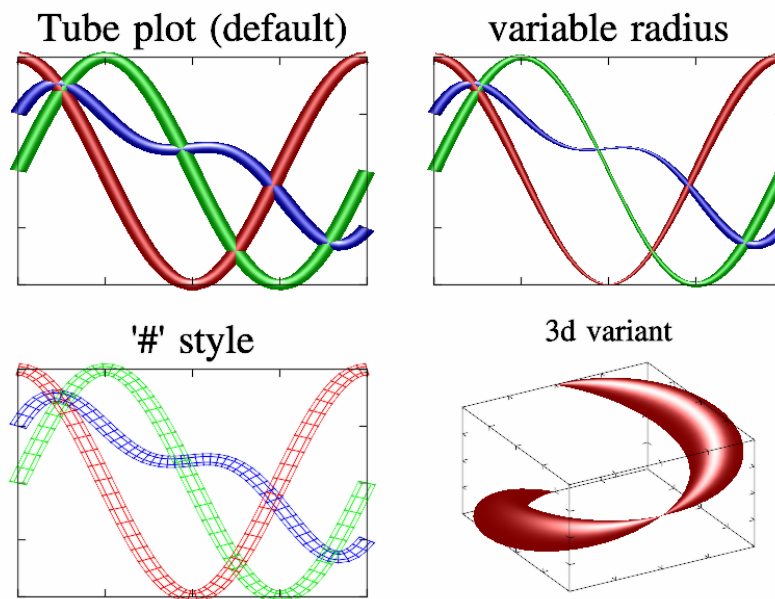 Tube plot (default)
variable radius
'#' style
3d variant